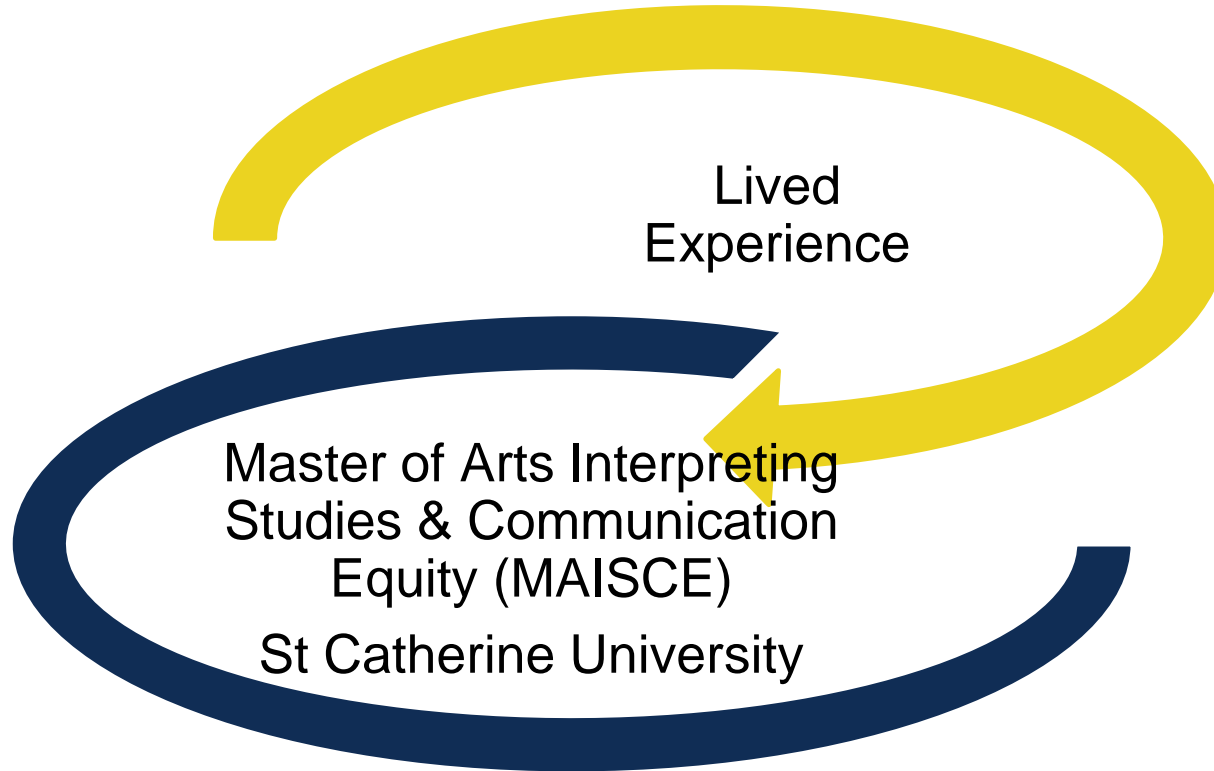 Lived
Experience
Master of Arts Interpreting
Studies & Communication
Equity (MAISCE)
St Catherine University